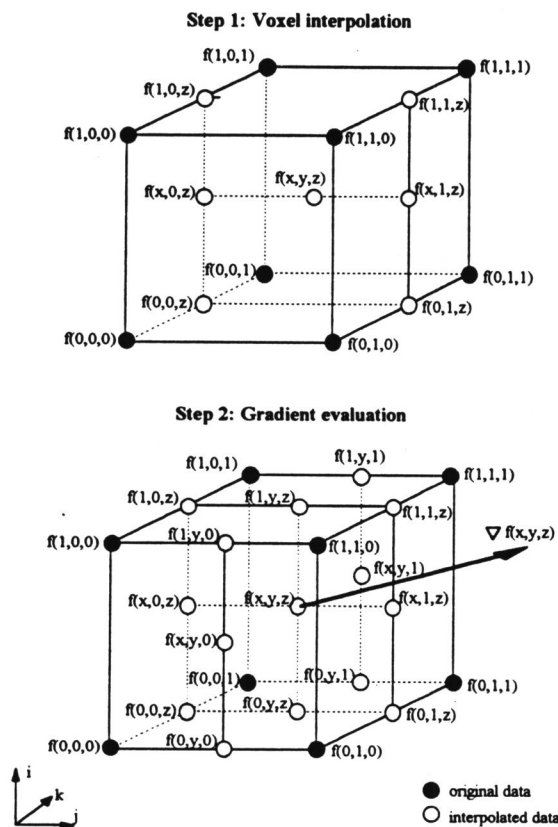 Step 1: Voxel interpolation
f(1,0,1)
f(1,1,1)
f(1,0,z)
f(1,1,z)
f(1,0,0)
f(1,1,0)
f(x,y,z)
f(x,0,z)
f(x,1,z)
f(0,0,1)
f(0,1,1)
f(0,0,z)
f(0,1,z)
f(0,0,0)
f(0,1,0)
Step 2: Gradient evaluation
f(1,y,1)
f(1,0,1)
f(1,1,1)
f(1,0,z)
f(1,y,z)
f(1,1,z)
∇ f(x,y,z)
f(1,0,0)
f(1,y,0)
f(1,1,0)
f(x,y,1)
f(x,0,z)
f(x,y,z)
f(x,1,z)
f(x,y,0)
f(0,0,1)
f(0,y,1)
f(0,1,1)
f(0,0,z)
f(0,y,z)
f(0,1,z)
f(0,0,0)
f(0,y,0)
f(0,1,0)
i
k
j
original data
interpolated data